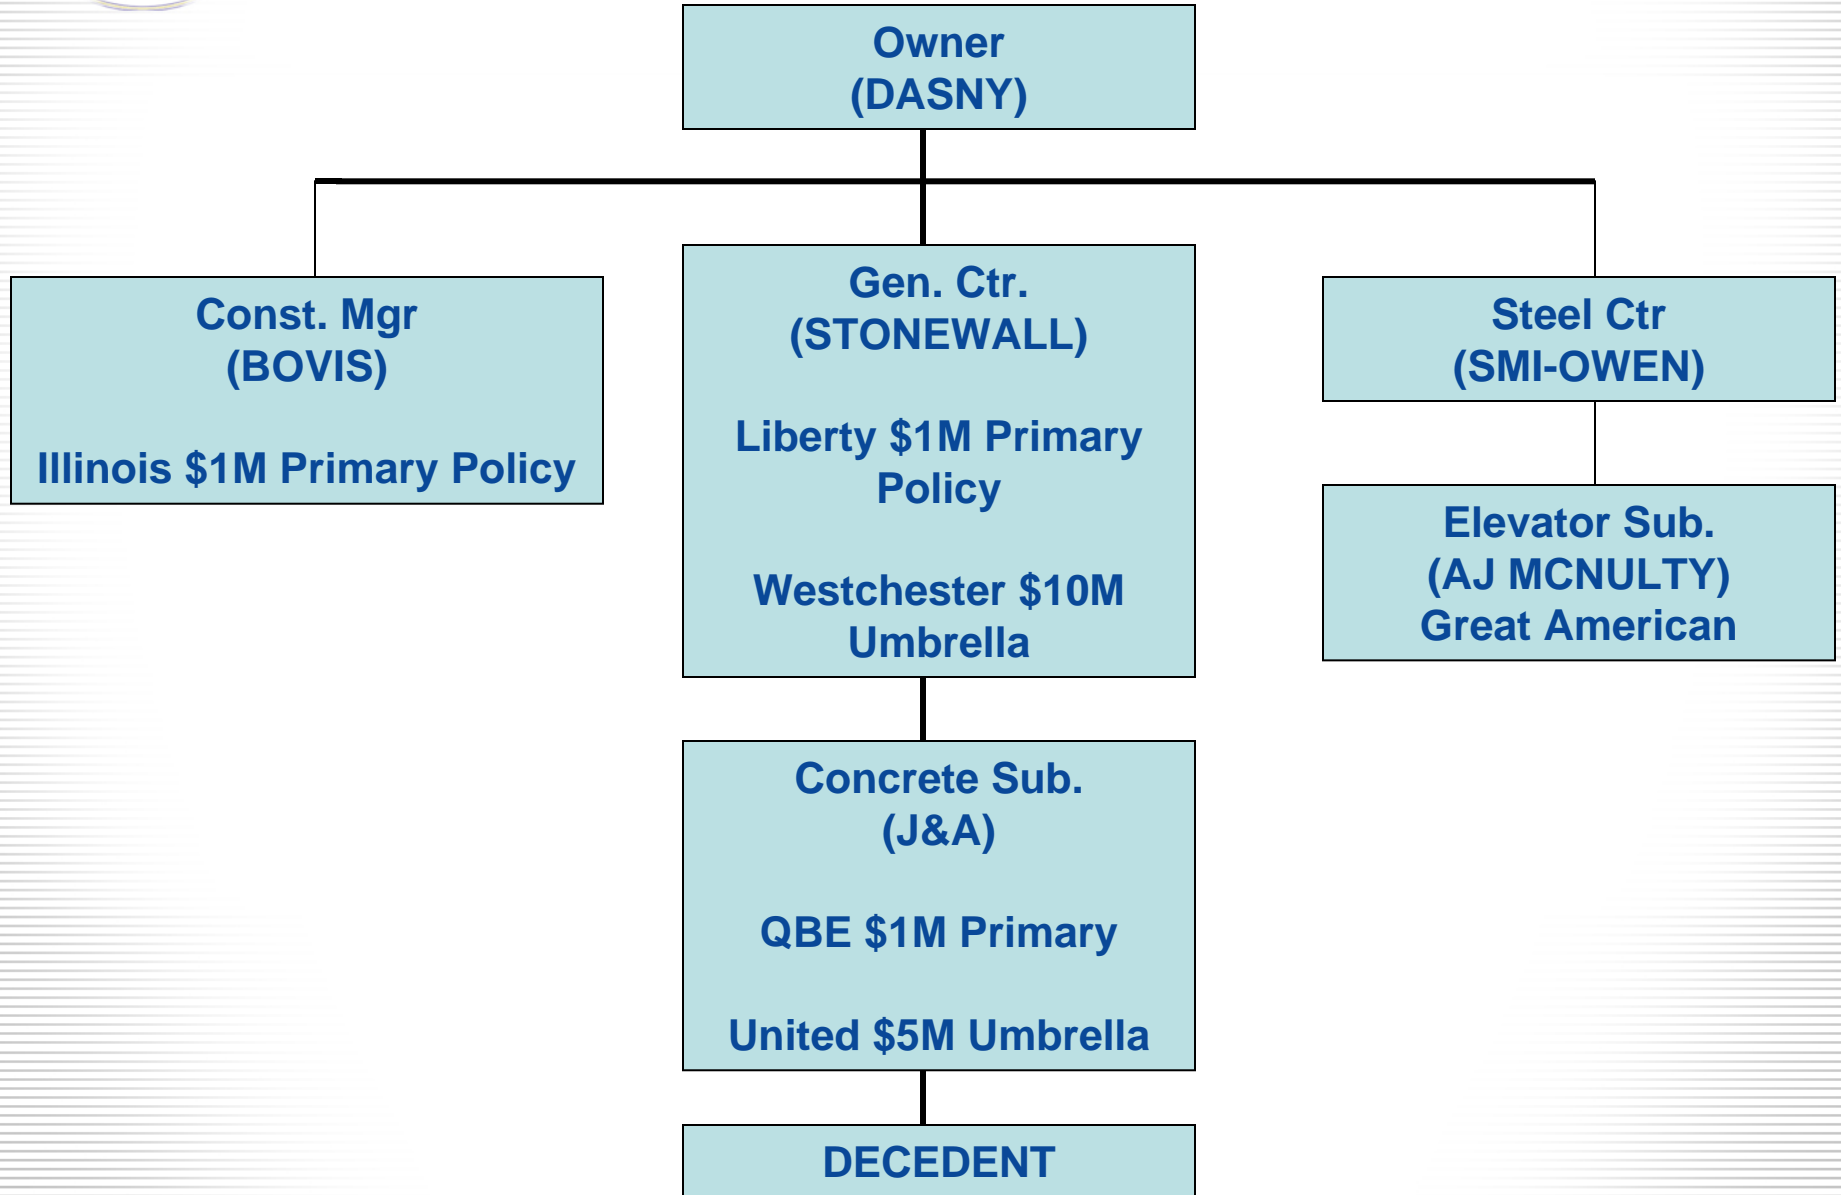 Owner
(DASNY)
Const. Mgr
(BOVIS)
Illinois $1M Primary Policy
Gen. Ctr.
(STONEWALL)
Liberty $1M Primary
Policy
Westchester $10M
Umbrella
Steel Ctr
(SMI-OWEN)
Elevator Sub.
(AJ MCNULTY)
Great American
Concrete Sub.
(J&A)
QBE $1M Primary
United $5M Umbrella
DECEDENT